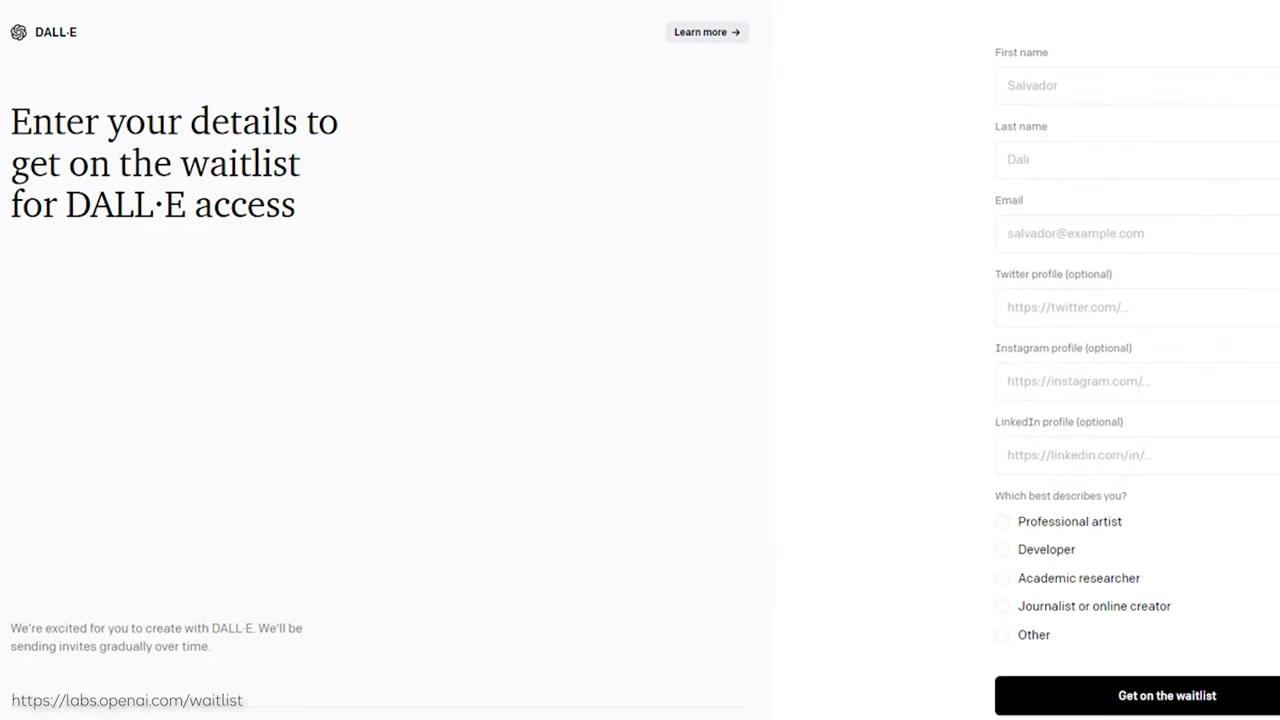 DALL·E
Learn more →
Enter your details to
get on the waitlist
for DALL·E access
We're excited for you to create with DALL·E. We'll be
sending invites gradually over time.
https://labs.openai.com/waitlist
First name
Salvador
Last name
Dali
Email
salvador@example.com
Twitter profile (optional)
https://twitter.com/...
Instagram profile (optional)
https://instagram.com/...
LinkedIn profile (optional)
https://linkedin.com/in/...
Which best describes you?
Professional artist
Developer
Academic researcher
Journalist or online creator
Other
Get on the waitlist